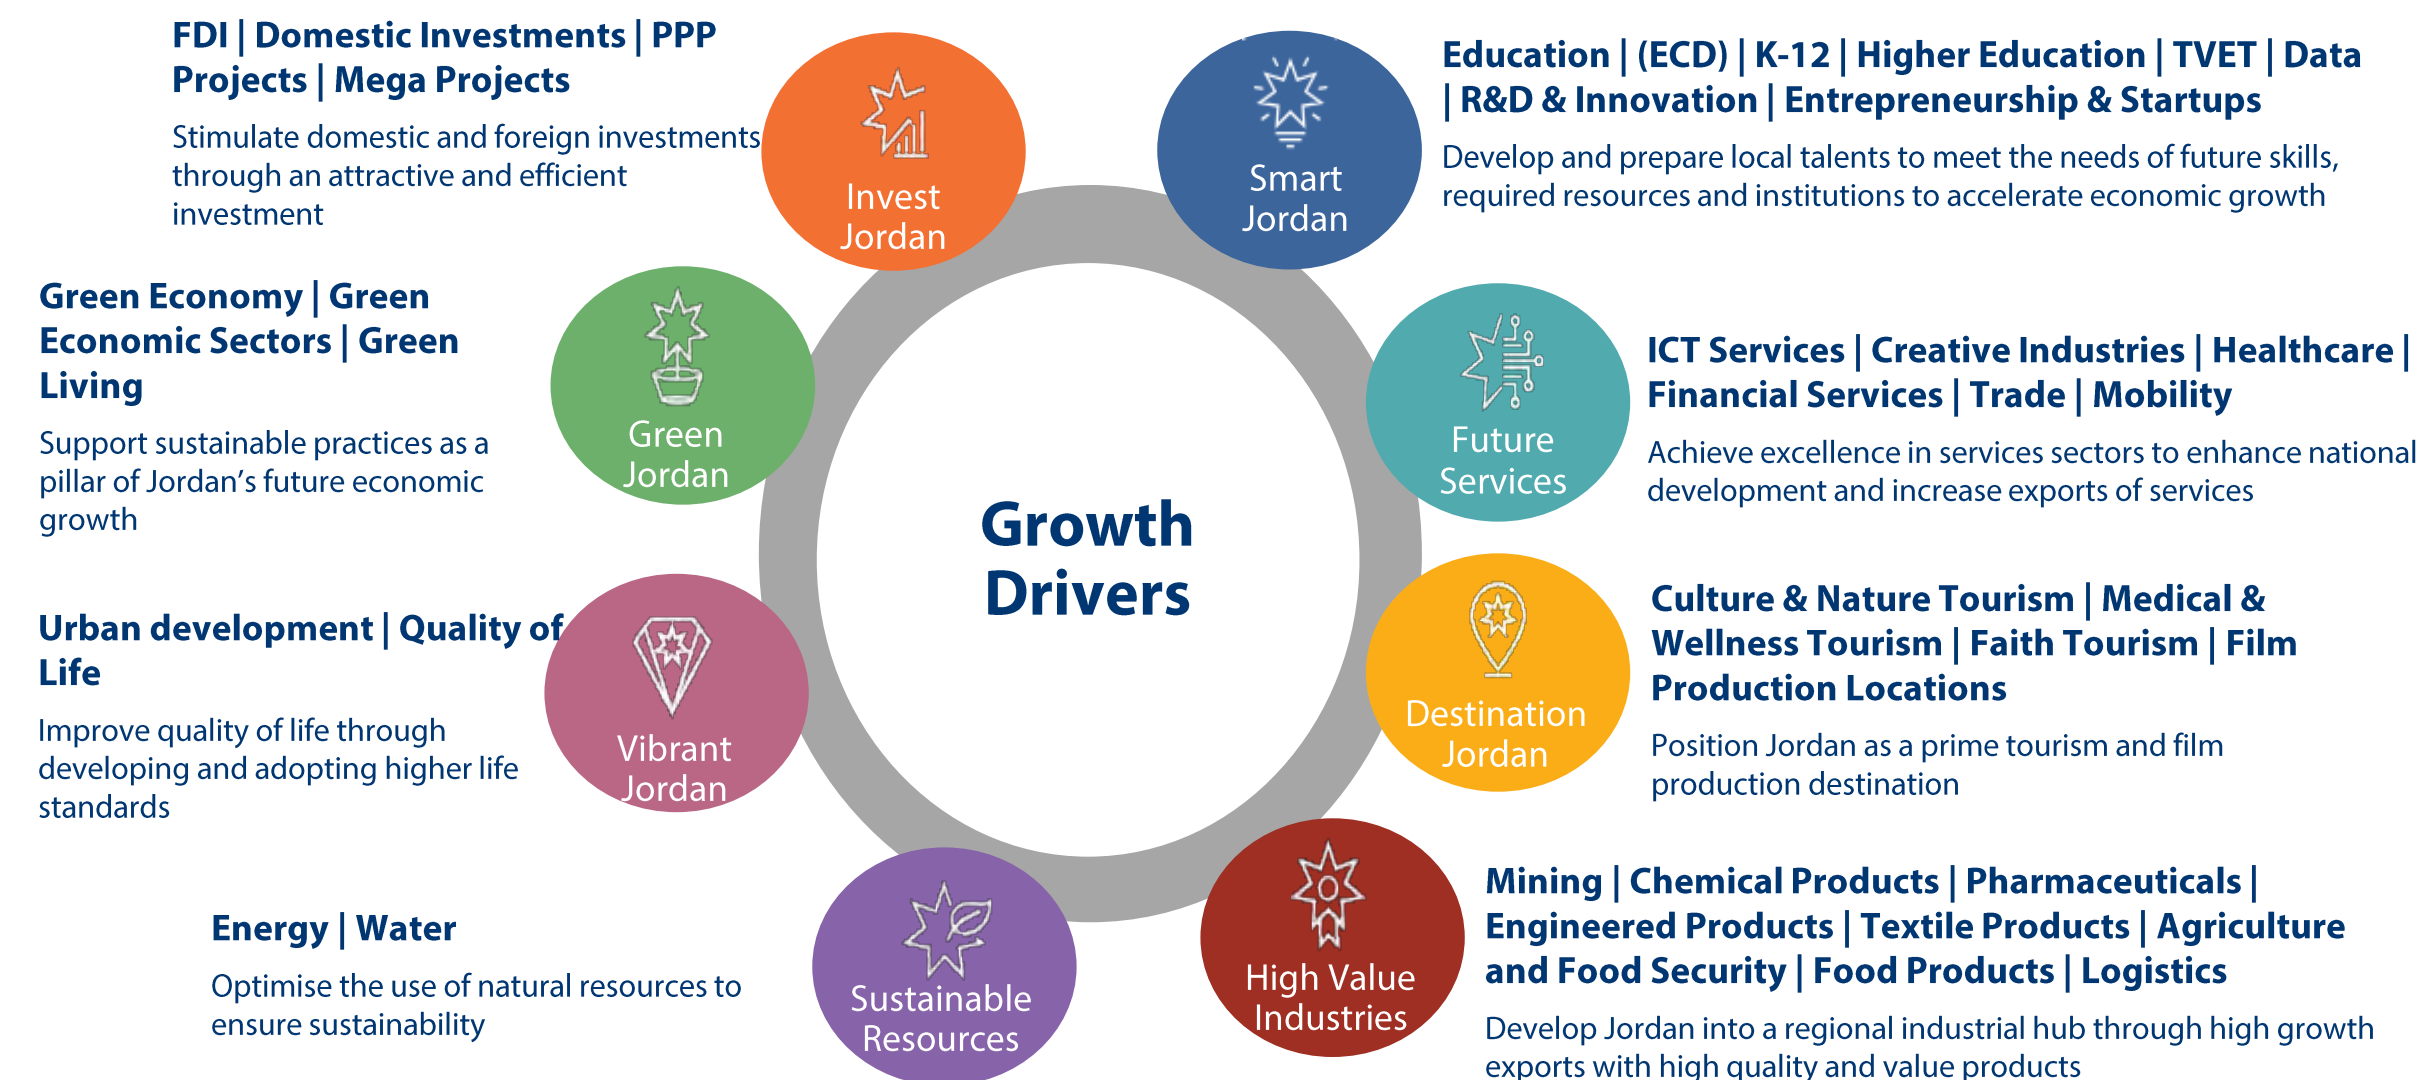 FDI | Domestic Investments | PPP
Projects | Mega Projects
Stimulate domestic and foreign investments
through an attractive and efficient
investment
Invest
Jordan
Smart
Jordan
Education | (ECD) | K-12 | Higher Education | TVET | Data
| R&D & Innovation | Entrepreneurship & Startups
Develop and prepare local talents to meet the needs of future skills,
required resources and institutions to accelerate economic growth
Green Economy | Green
Economic Sectors | Green
Living
Support sustainable practices as a
pillar of Jordan’s future economic
growth
Green
Jordan
Future
Services
ICT Services | Creative Industries | Healthcare |
Financial Services | Trade | Mobility
Achieve excellence in services sectors to enhance national
development and increase exports of services
Growth
Drivers
Urban development | Quality of
Life
Improve quality of life through
developing and adopting higher life
standards
Vibrant
Jordan
Destination
Jordan
Culture & Nature Tourism | Medical &
Wellness Tourism | Faith Tourism | Film
Production Locations
Position Jordan as a prime tourism and film
production destination
Energy | Water
Optimise the use of natural resources to
ensure sustainability
Sustainable
Resources
High Value
Industries
Mining | Chemical Products | Pharmaceuticals |
Engineered Products | Textile Products | Agriculture
and Food Security | Food Products | Logistics
Develop Jordan into a regional industrial hub through high growth
exports with high quality and value products